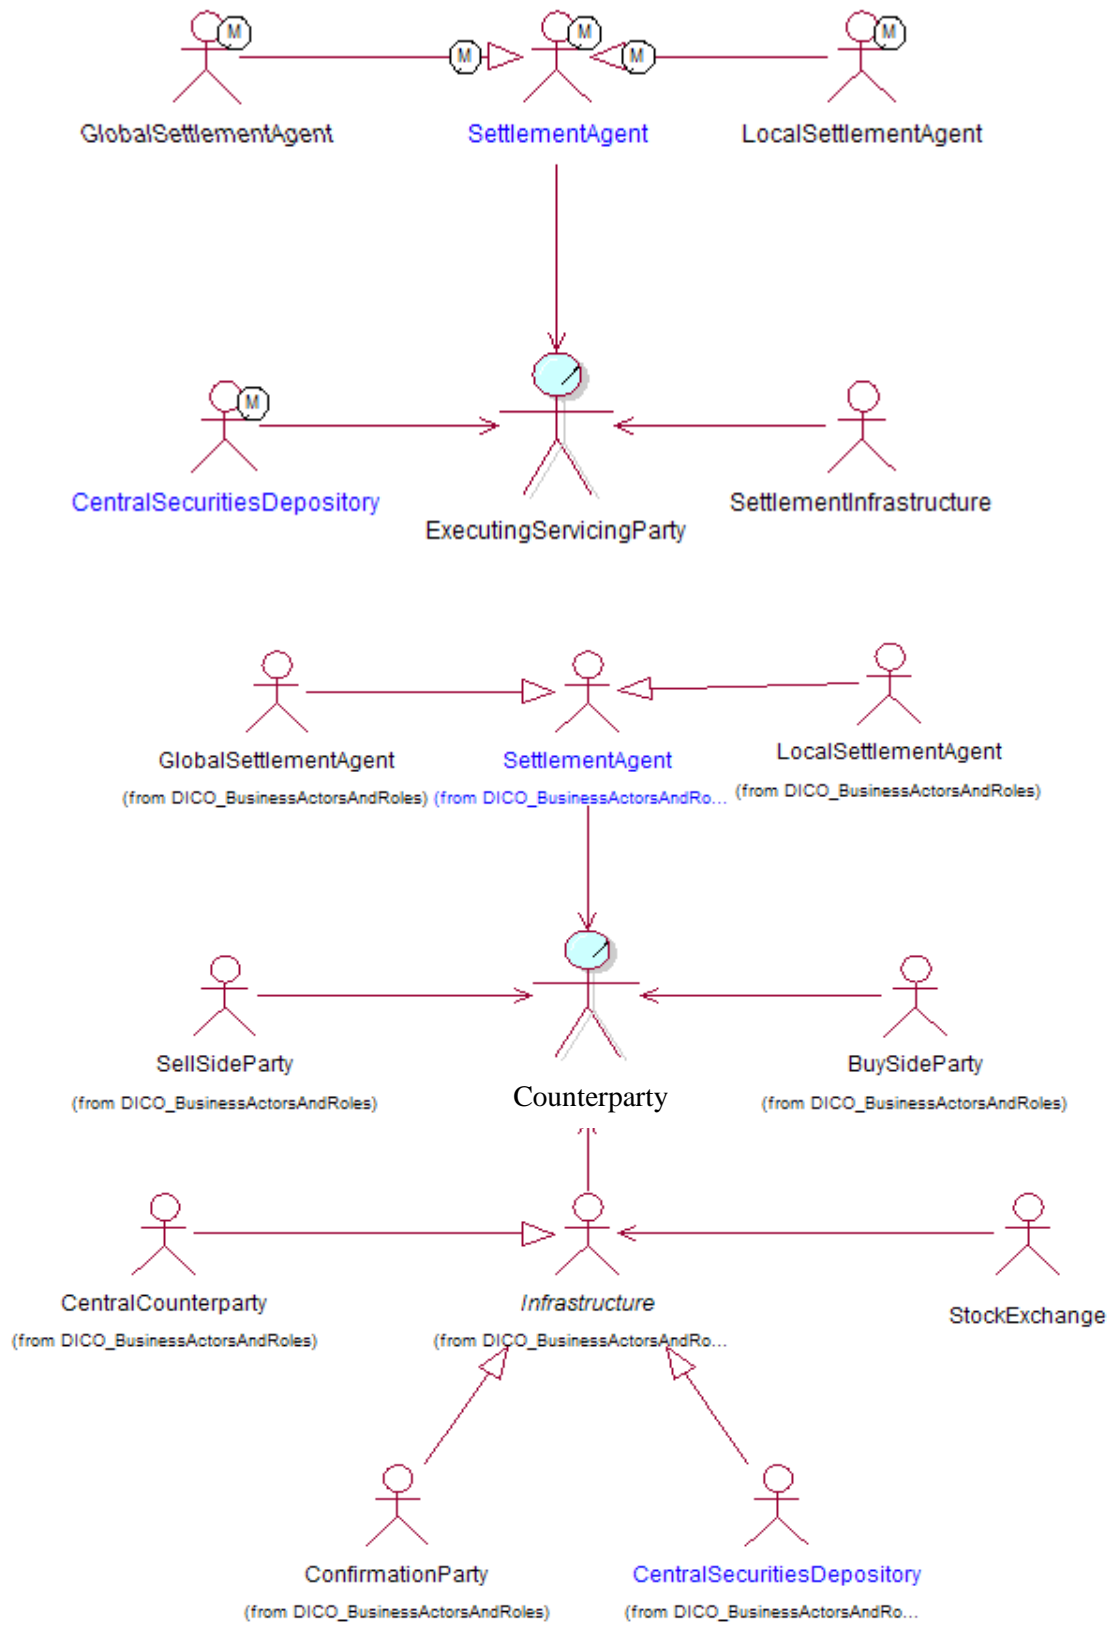 M M M M M
GlobalSettlementAgent SettlementAgent LocalSettlementAgent
M
CentralSecuritiesDepository SettlementInfrastructure
ExecutingServicingParty
GlobalSettlementAgent SettlementAgent LocalSettlementAgent
(from DICO_BusinessActorsAndRoles) (from DICO_BusinessActorsAndRo... (from DICO_BusinessActorsAndRoles)
SellSideParty BuySideParty
(from DICO_BusinessActorsAndRoles) Counterparty (from DICO_BusinessActorsAndRoles)
CentralCounterparty Infrastructure StockExchange
(from DICO_BusinessActorsAndRoles) (from DICO_BusinessActorsAndRo...
ConfirmationParty CentralSecuritiesDepository
(from DICO_BusinessActorsAndRoles) (from DICO_BusinessActorsAndRo...